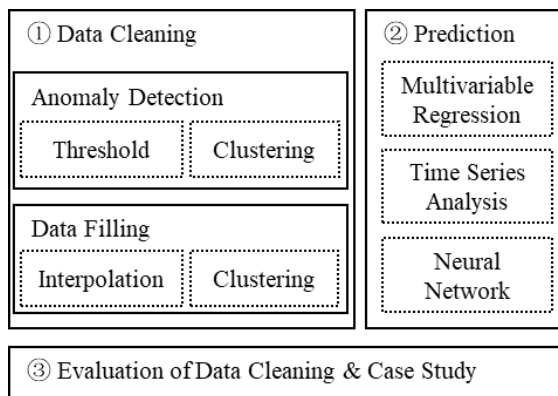 ① Data Cleaning
Anomaly Detection
Threshold
Clustering
Data Filling
Interpolation
Clustering
② Prediction
Multivariable
Regression
Time Series
Analysis
Neural
Network
③ Evaluation of Data Cleaning & Case Study